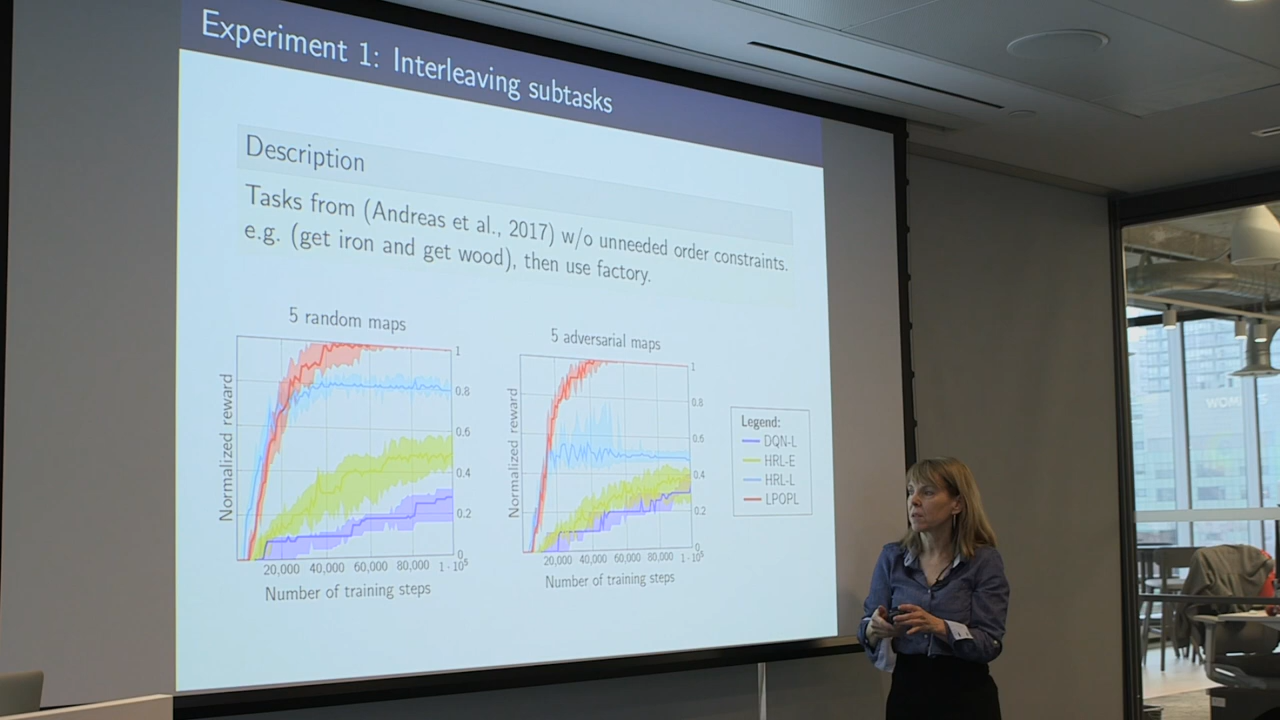 Experiment 1: Interleaving subtasks
Description
Tasks from (Andreas et al., 2017) w/o unneeded order constraints.
e.g. (get iron and get wood), then use factory.
5 random maps
Normalized reward
1
0.8
0.6
0.4
0.2
0
20,000 40,000 60,000 80,000 1 · 10⁵
Number of training steps
5 adversarial maps
Normalized reward
1
0.8
0.6
0.4
0.2
0
20,000 40,000 60,000 80,000 1 · 10⁵
Number of training steps
Legend:
DQN-L
HRL-E
HRL-L
LPOPL